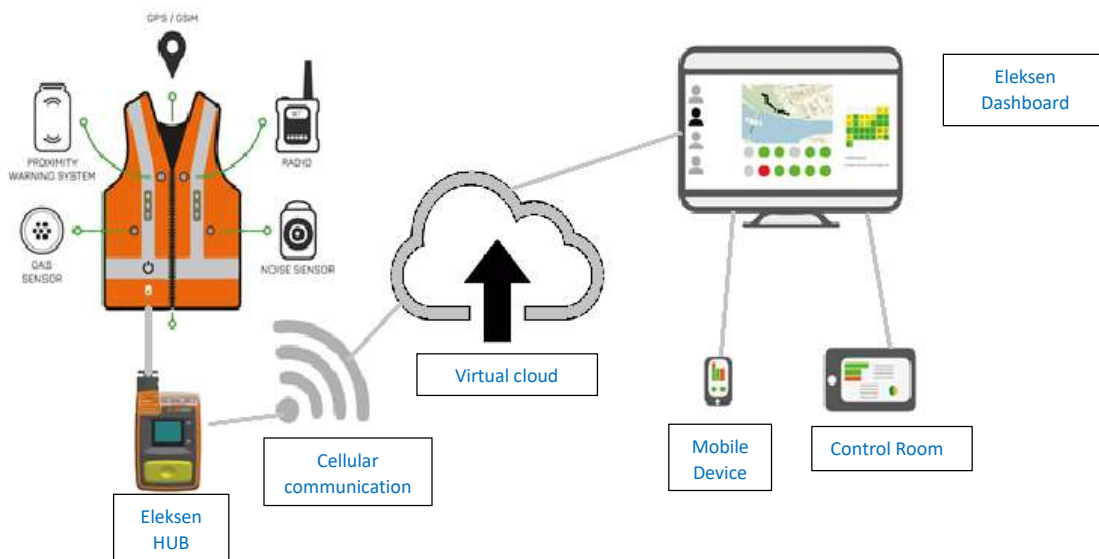 GPS / GSM
PROXIMITY
WARNING SYSTEM
RADIO
GAS
SENSOR
NOISE SENSOR
Eleksen
Dashboard
Virtual cloud
Cellular
communication
Eleksen
HUB
Mobile
Device
Control Room